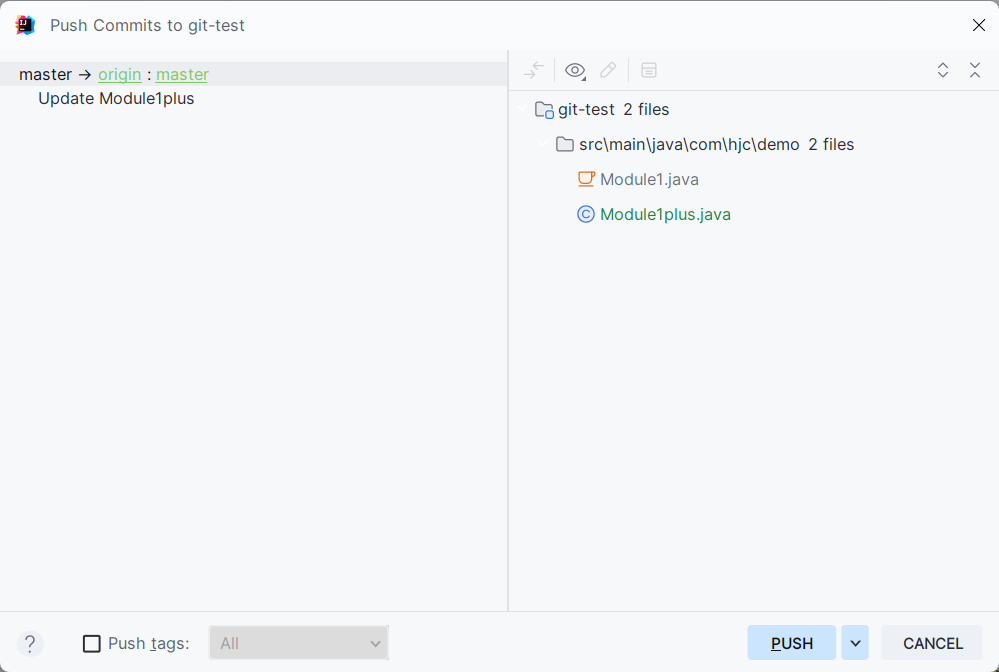 Push Commits to git-test
master → origin : master
Update Module1plus
git-test 2 files
src\main\java\com\hjc\demo 2 files
Module1.java
Module1plus.java
? Push tags: All PUSH CANCEL